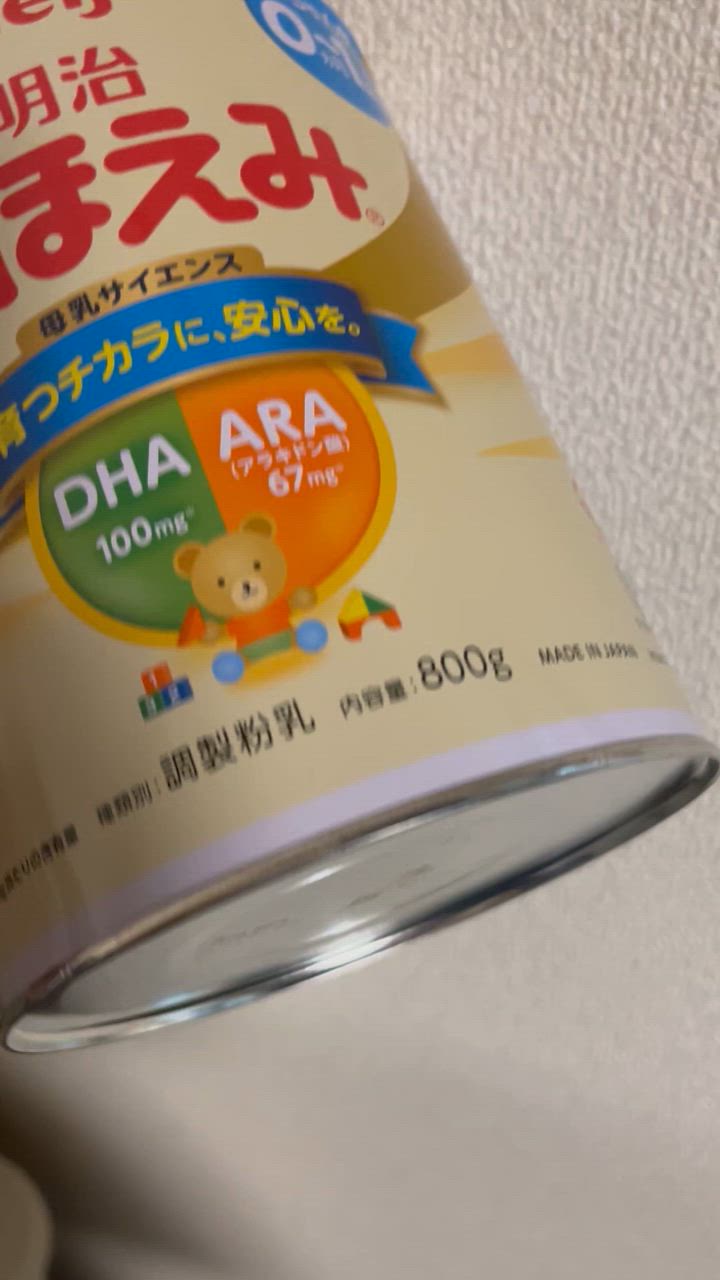 明治
ほえみ
母乳サイエンス
育つチカラに、安心を。
DHA
100mg
ARA
(アラキドン酸)
67mg
種類別:調製粉乳 内容量:800g MADE IN JAPAN